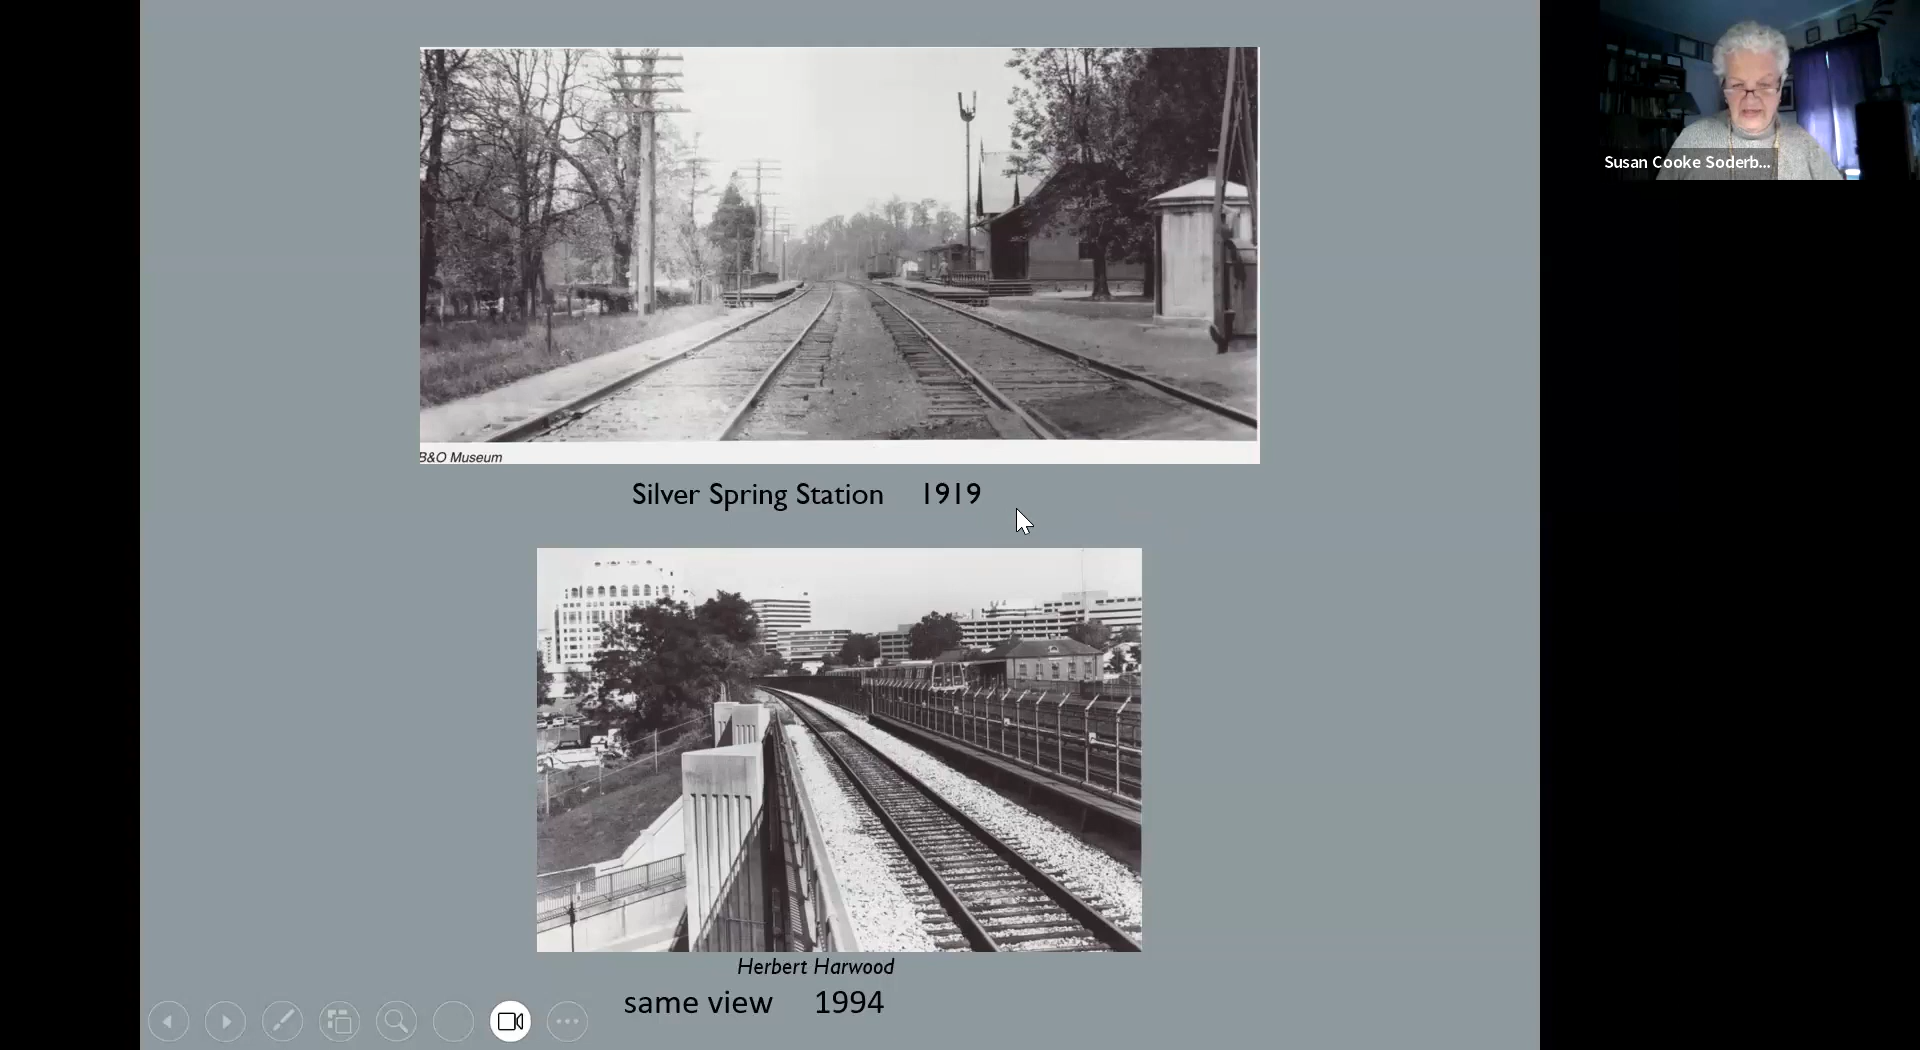 B&O Museum
Silver Spring Station 1919
Herbert Harwood
same view 1994
Susan Cooke Soderb...